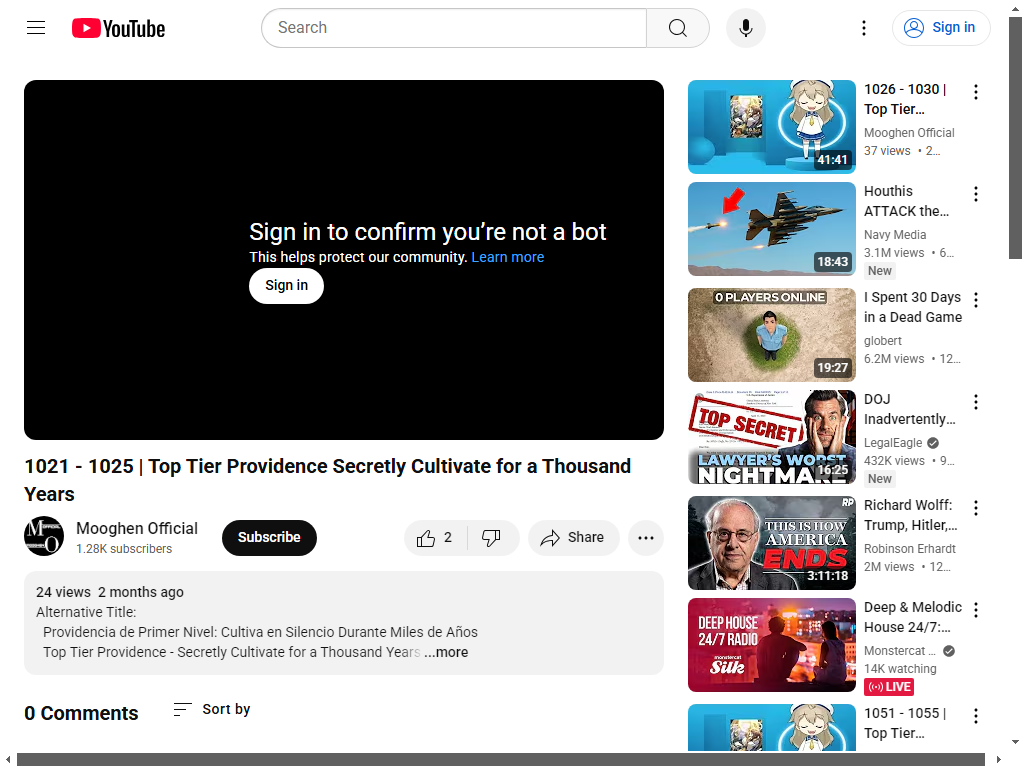 YouTube
Search
Sign in
Sign in to confirm you’re not a bot
This helps protect our community. Learn more
Sign in
1021 - 1025 | Top Tier Providence Secretly Cultivate for a Thousand
Years
Mooghen Official
1.28K subscribers
Subscribe
2
Share
24 views 2 months ago
Alternative Title:
Providencia de Primer Nivel: Cultiva en Silencio Durante Miles de Años
Top Tier Providence - Secretly Cultivate for a Thousand Years ...more
0 Comments
Sort by
41:41
1026 - 1030 |
Top Tier…
Mooghen Official
37 views • 2…
18:43
Houthis
ATTACK the…
Navy Media
3.1M views • 6…
New
0 PLAYERS ONLINE
19:27
I Spent 30 Days
in a Dead Game
globert
6.2M views • 12…
TOP SECRET
LAWYER'S WORST
NIGHTMARE
16:25
DOJ
Inadvertently…
LegalEagle
432K views • 9…
New
RP
THIS IS HOW
AMERICA
ENDS
3:11:18
Richard Wolff:
Trump, Hitler,…
Robinson Erhardt
2M views • 12…
DEEP HOUSE
24/7 RADIO
monstercat
Silk
Deep & Melodic
House 24/7:…
Monstercat …
14K watching
LIVE
1051 - 1055 |
Top Tier…